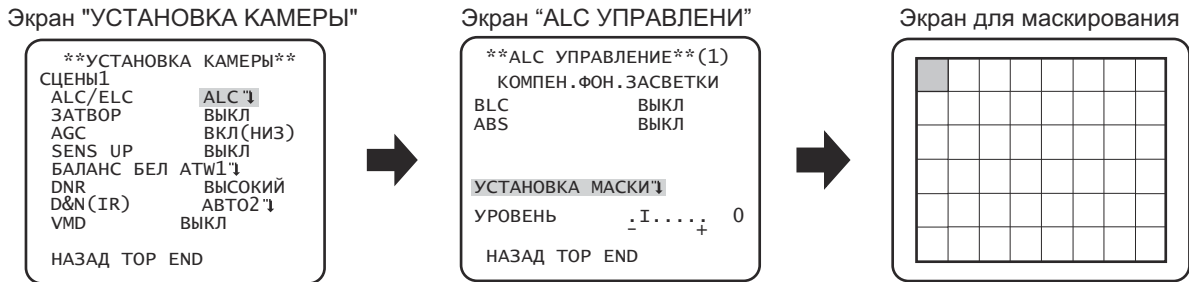 Экран "УСТАНОВКА КАМЕРЫ"
**УСТАНОВКА КАМЕРЫ**
СЦЕНЫ1
ALC/ELC ALC
ЗАТВОР ВЫКЛ
AGC ВКЛ(НИЗ)
SENS UP ВЫКЛ
БАЛАНС БЕЛ ATW1
DNR ВЫСОКИЙ
D&N(IR) АВТО2
VMD ВЫКЛ
НАЗАД TOP END
Экран “ALC УПРАВЛЕНИ”
**ALC УПРАВЛЕНИЕ**(1)
КОМПЕН.ФОН.ЗАСВЕТКИ
BLC ВЫКЛ
ABS ВЫКЛ
УСТАНОВКА МАСКИ
УРОВЕНЬ .I..... 0
- +
НАЗАД TOP END
Экран для маскирования